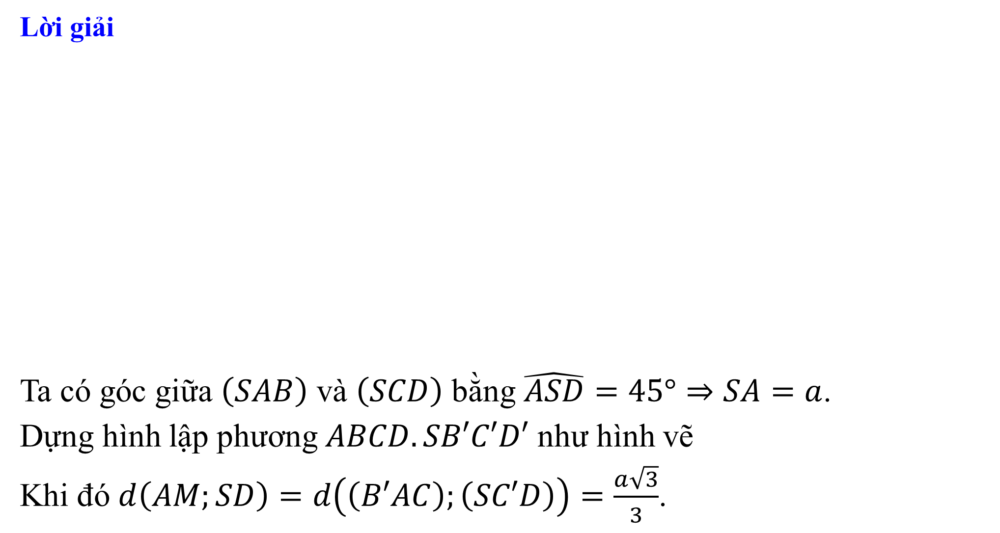 Lời giải
Ta có góc giữa $(SAB)$ và $(SCD)$ bằng $\widehat{ASD} = 45° \Rightarrow SA = a$.
Dựng hình lập phương $ABCD.SB'C'D'$ như hình vẽ
Khi đó $d(AM;SD) = d\left((B'AC);(SC'D)\right) = \frac{a\sqrt{3}}{3}$.